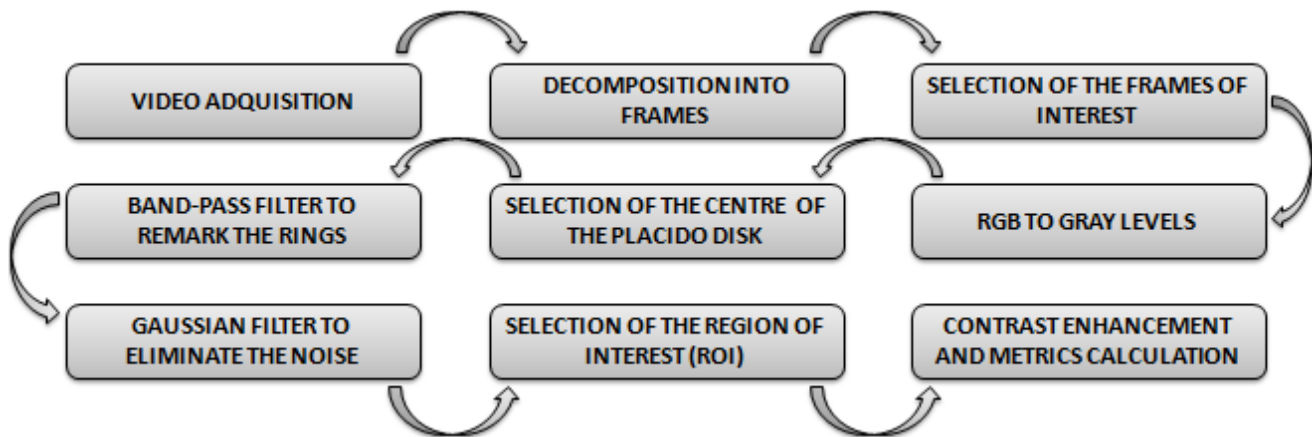 VIDEO ADQUISITION
DECOMPOSITION INTO
FRAMES
SELECTION OF THE FRAMES OF
INTEREST
RGB TO GRAY LEVELS
SELECTION OF THE CENTRE OF
THE PLACIDO DISK
BAND-PASS FILTER TO
REMARK THE RINGS
GAUSSIAN FILTER TO
ELIMINATE THE NOISE
SELECTION OF THE REGION OF
INTEREST (ROI)
CONTRAST ENHANCEMENT
AND METRICS CALCULATION